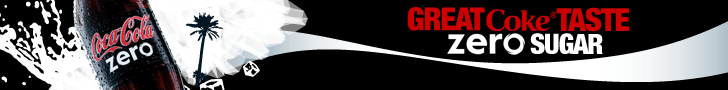 Coca-Cola
zero
GREAT Coke TASTE
zero SUGAR